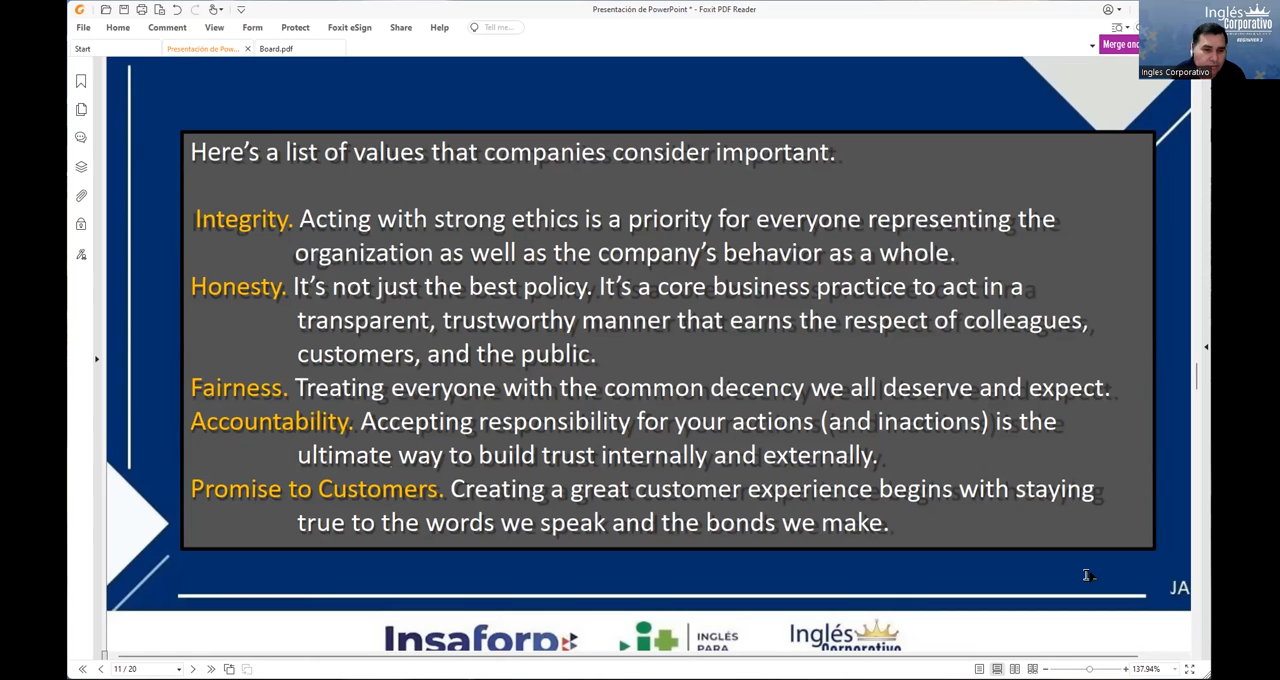 Presentación de PowerPoint * - Foxit PDF Reader
File Home Comment View Form Protect Foxit eSign Share Help Tell me...
Start Presentación de Pow... Board.pdf
Merge and
Inglés
Corporativo
BEGINNER 3
Ingles Corporativo
Here's a list of values that companies consider important.
Integrity. Acting with strong ethics is a priority for everyone representing the
organization as well as the company's behavior as a whole.
Honesty. It's not just the best policy. It's a core business practice to act in a
transparent, trustworthy manner that earns the respect of colleagues,
customers, and the public.
Fairness. Treating everyone with the common decency we all deserve and expect.
Accountability. Accepting responsibility for your actions (and inactions) is the
ultimate way to build trust internally and externally.
Promise to Customers. Creating a great customer experience begins with staying
true to the words we speak and the bonds we make.
JA
Insaforp
INGLÉS
PARA
Inglés
Corporativo
11 / 20
137.94%